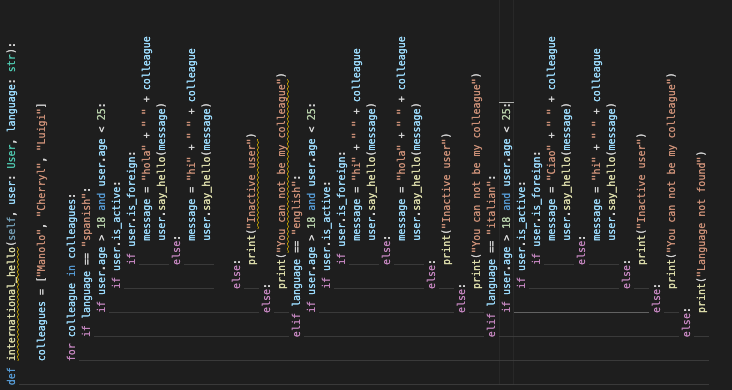 def international_hello(self, user: User, language: str):
    colleagues = ["Manolo", "Cherryl", "Luigi"]
    for colleague in colleagues:
        if language == "spanish":
            if user.age > 18 and user.age < 25:
                if user.is_active:
                    if user.is_foreign:
                        message = "hola" + " " + colleague
                        user.say_hello(message)
                    else:
                        message = "hi" + " " + colleague
                        user.say_hello(message)
                else:
                    print("Inactive user")
            else:
                print("You can not be my colleague")
        elif language == "english":
            if user.age > 18 and user.age < 25:
                if user.is_active:
                    if user.is_foreign:
                        message = "hi" + " " + colleague
                        user.say_hello(message)
                    else:
                        message = "hola" + " " + colleague
                        user.say_hello(message)
                else:
                    print("Inactive user")
            else:
                print("You can not be my colleague")
        elif language == "italian":
            if user.age > 18 and user.age < 25:
                if user.is_active:
                    if user.is_foreign:
                        message = "Ciao" + " " + colleague
                        user.say_hello(message)
                    else:
                        message = "hi" + " " + colleague
                        user.say_hello(message)
                else:
                    print("Inactive user")
            else:
                print("You can not be my colleague")
        else:
            print("Language not found")